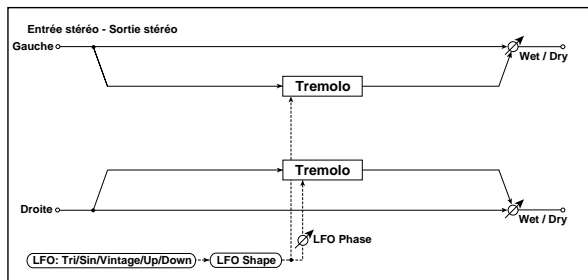 Entrée stéréo - Sortie stéréo
Gauche
Wet / Dry
Tremolo
Tremolo
Droite
Wet / Dry
LFO Phase
LFO: Tri/Sin/Vintage/Up/Down
LFO Shape